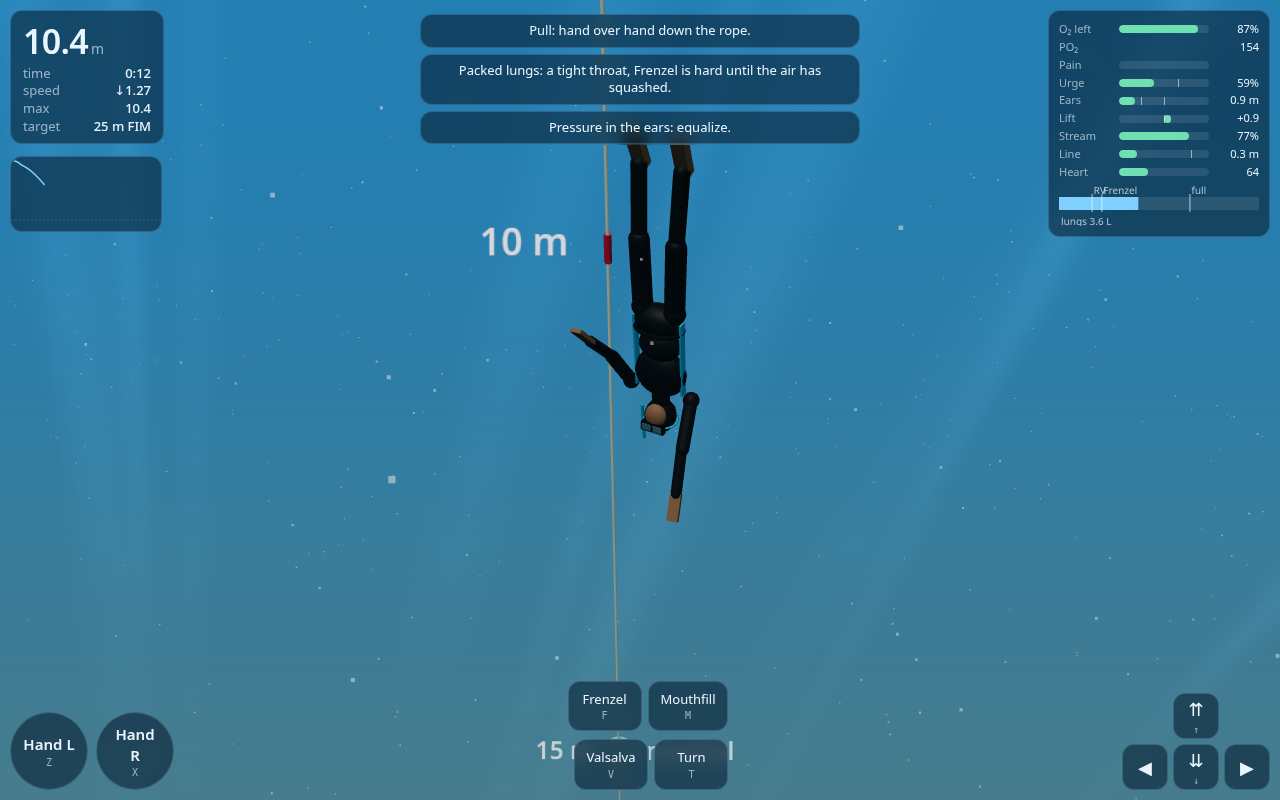 10.4 m
time 0:12
speed ↓1.27
max 10.4
target 25 m FIM
Pull: hand over hand down the rope.
Packed lungs: a tight throat, Frenzel is hard until the air has
squashed.
Pressure in the ears: equalize.
O₂ left 87%
PO₂ 154
Pain
Urge 59%
Ears 0.9 m
Lift +0.9
Stream 77%
Line 0.3 m
Heart 64
RV Frenzel full
lungs 3.6 L
10 m
Hand L
Z
Hand
R
X
Frenzel
F
Mouthfill
M
15
Valsalva
V
Turn
T
⇈
↑
◀
⇊
↓
▶